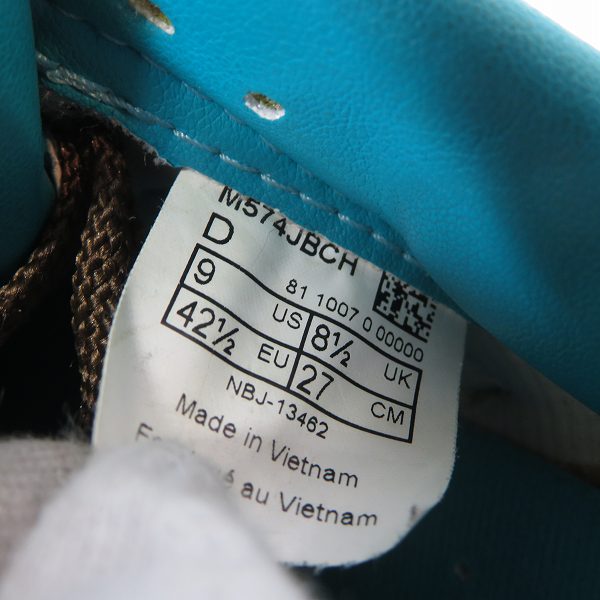 M574JBCH
D
81 1007 0 00000
9 US 8½ UK
42½ EU 27 CM
NBJ-13462
Made in Vietnam
au Vietnam